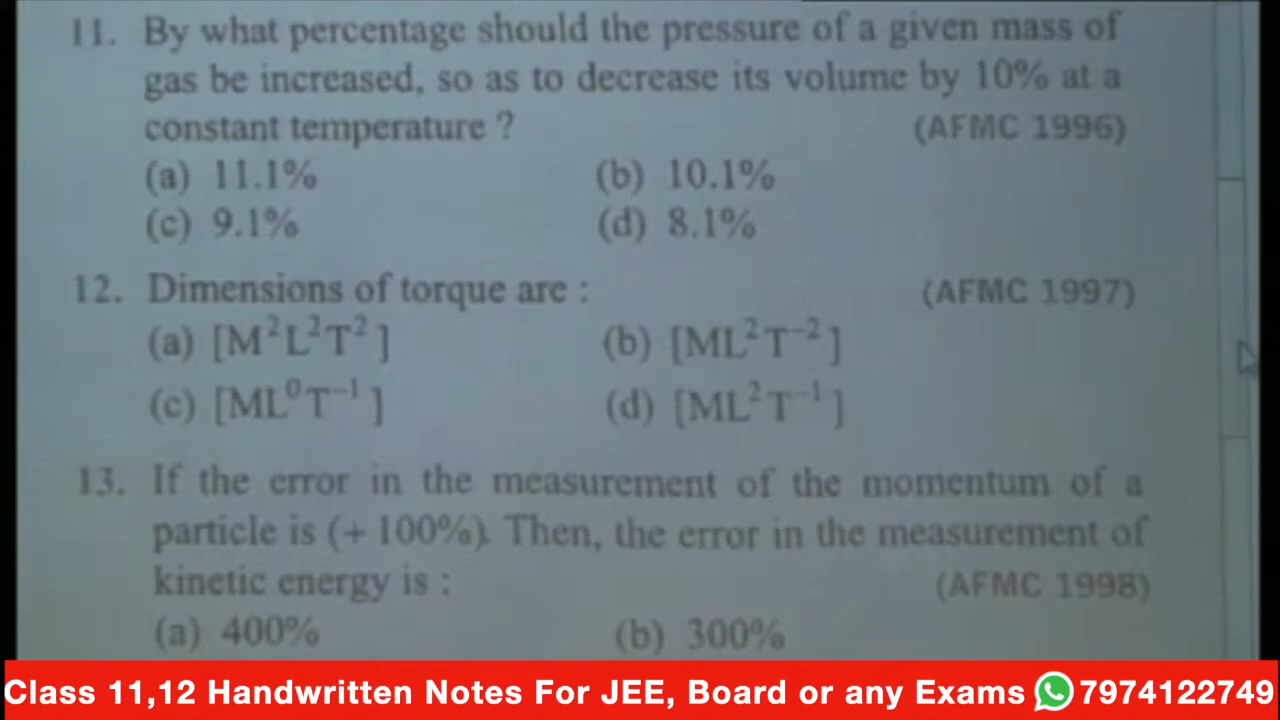 11. By what percentage should the pressure of a given mass of
gas be increased, so as to decrease its volume by 10% at a
constant temperature ? (AFMC 1996)
(a) 11.1% (b) 10.1%
(c) 9.1% (d) 8.1%
12. Dimensions of torque are : (AFMC 1997)
(a) [M²L²T²] (b) [ML²T⁻²]
(c) [ML⁰T⁻¹] (d) [ML²T⁻¹]
13. If the error in the measurement of the momentum of a
particle is (+ 100%). Then, the error in the measurement of
kinetic energy is : (AFMC 1998)
(a) 400% (b) 300%
Class 11,12 Handwritten Notes For JEE, Board or any Exams 7974122749